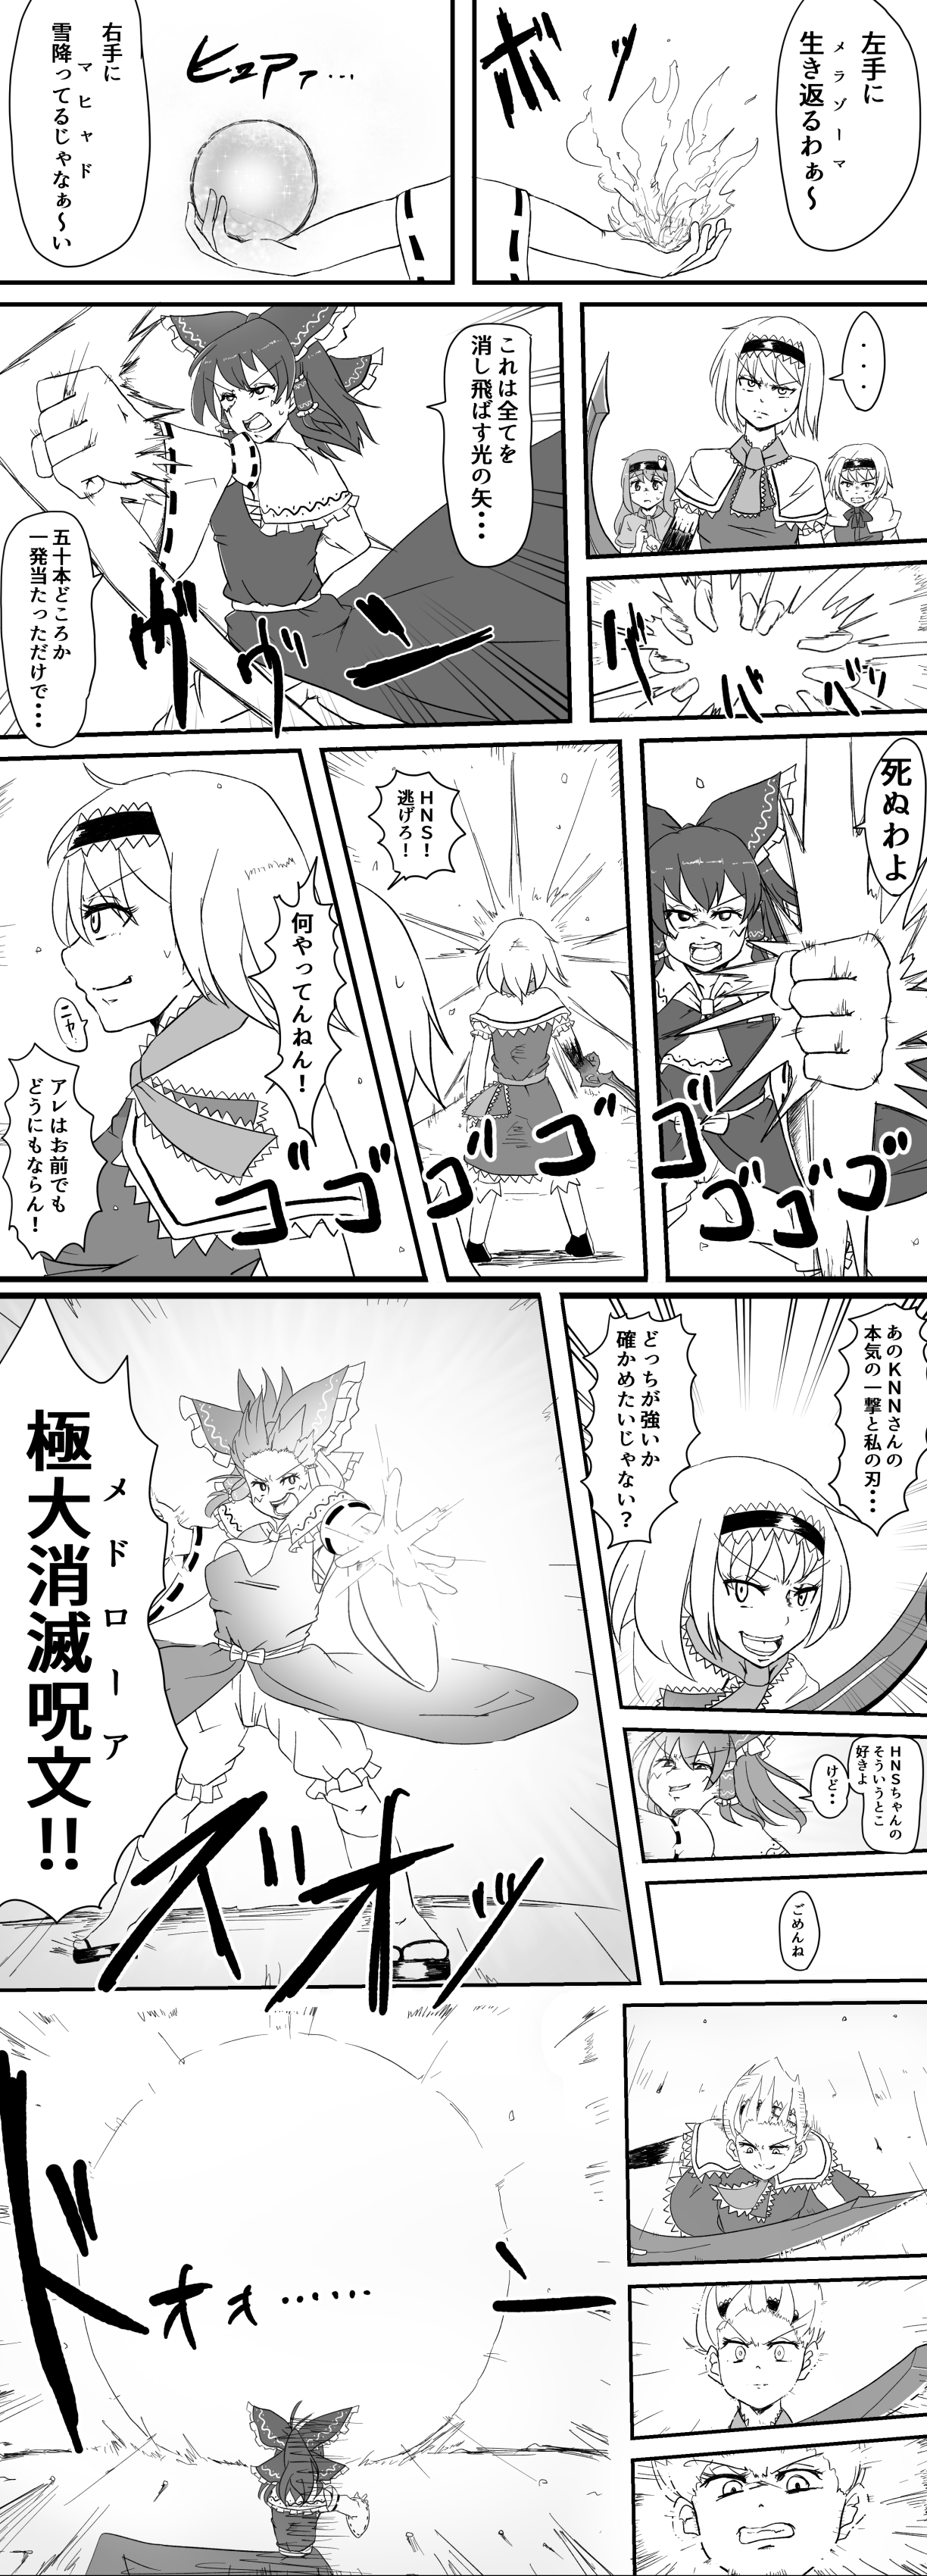 左手に
生き返るわぁ～
メラゾーマ
ボッ
ヒュアァ…
右手に
雪降ってるじゃなぁ～い
マヒャド
・・・
これは全てを
消し飛ばす光の矢・・・
五十本どころか
一発当たっただけで・・・
ヴヴン
死ぬわよ
ゴゴゴゴ
HNS！
逃げろ！
ゴゴ
何やってんねん！
ニヤ
アレはお前でも
どうにもならん！
ゴゴ
あのKNNさんの
本気の一撃と私の刃・・・
どっちが強いか
確かめたいじゃない？
HNSちゃんの
そういうとこ
好きよ
けど・・
ごめんね
極大消滅呪文!!
メドローア
ズオッ
ドオォ……ー